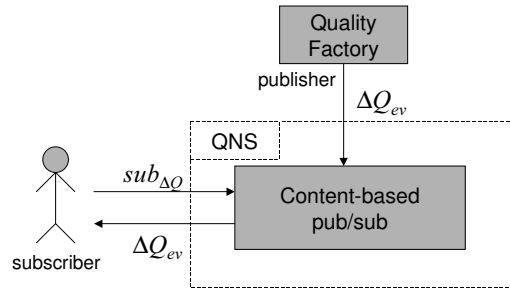 Quality
Factory
publisher
ΔQ_ev
QNS
sub_ΔQ
Content-based
pub/sub
ΔQ_ev
subscriber